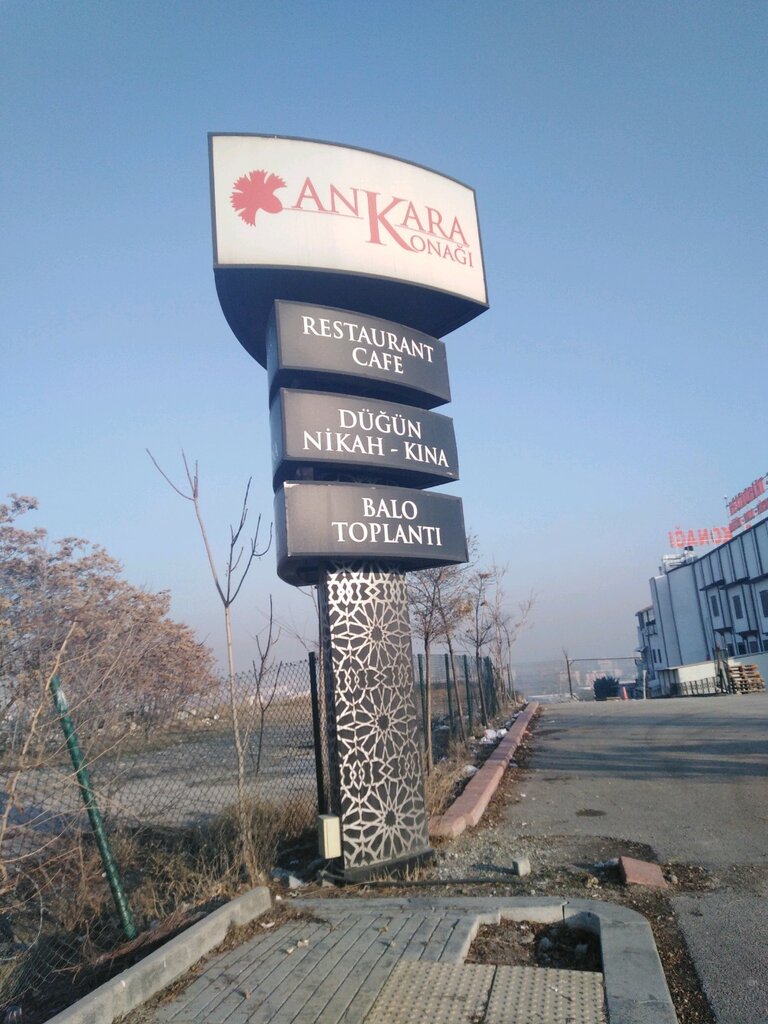 ANKARA
KONAĞI
RESTAURANT
CAFE
DÜĞÜN
NİKAH - KINA
BALO
TOPLANTI